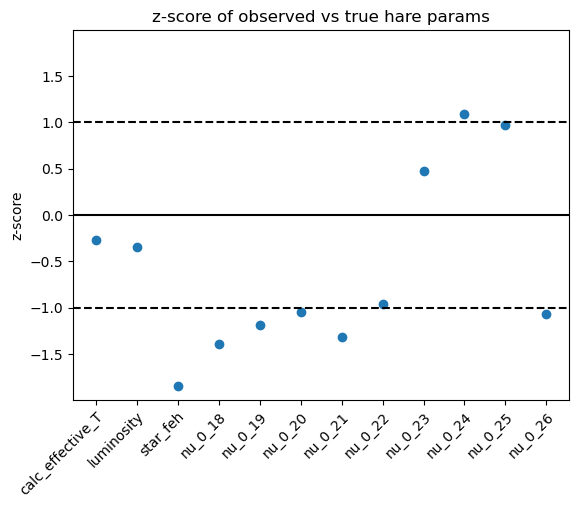 z-score of observed vs true hare params
z-score
1.5
1.0
0.5
0.0
−0.5
−1.0
−1.5
calc_effective_T
luminosity
star_feh
nu_0_18
nu_0_19
nu_0_20
nu_0_21
nu_0_22
nu_0_23
nu_0_24
nu_0_25
nu_0_26